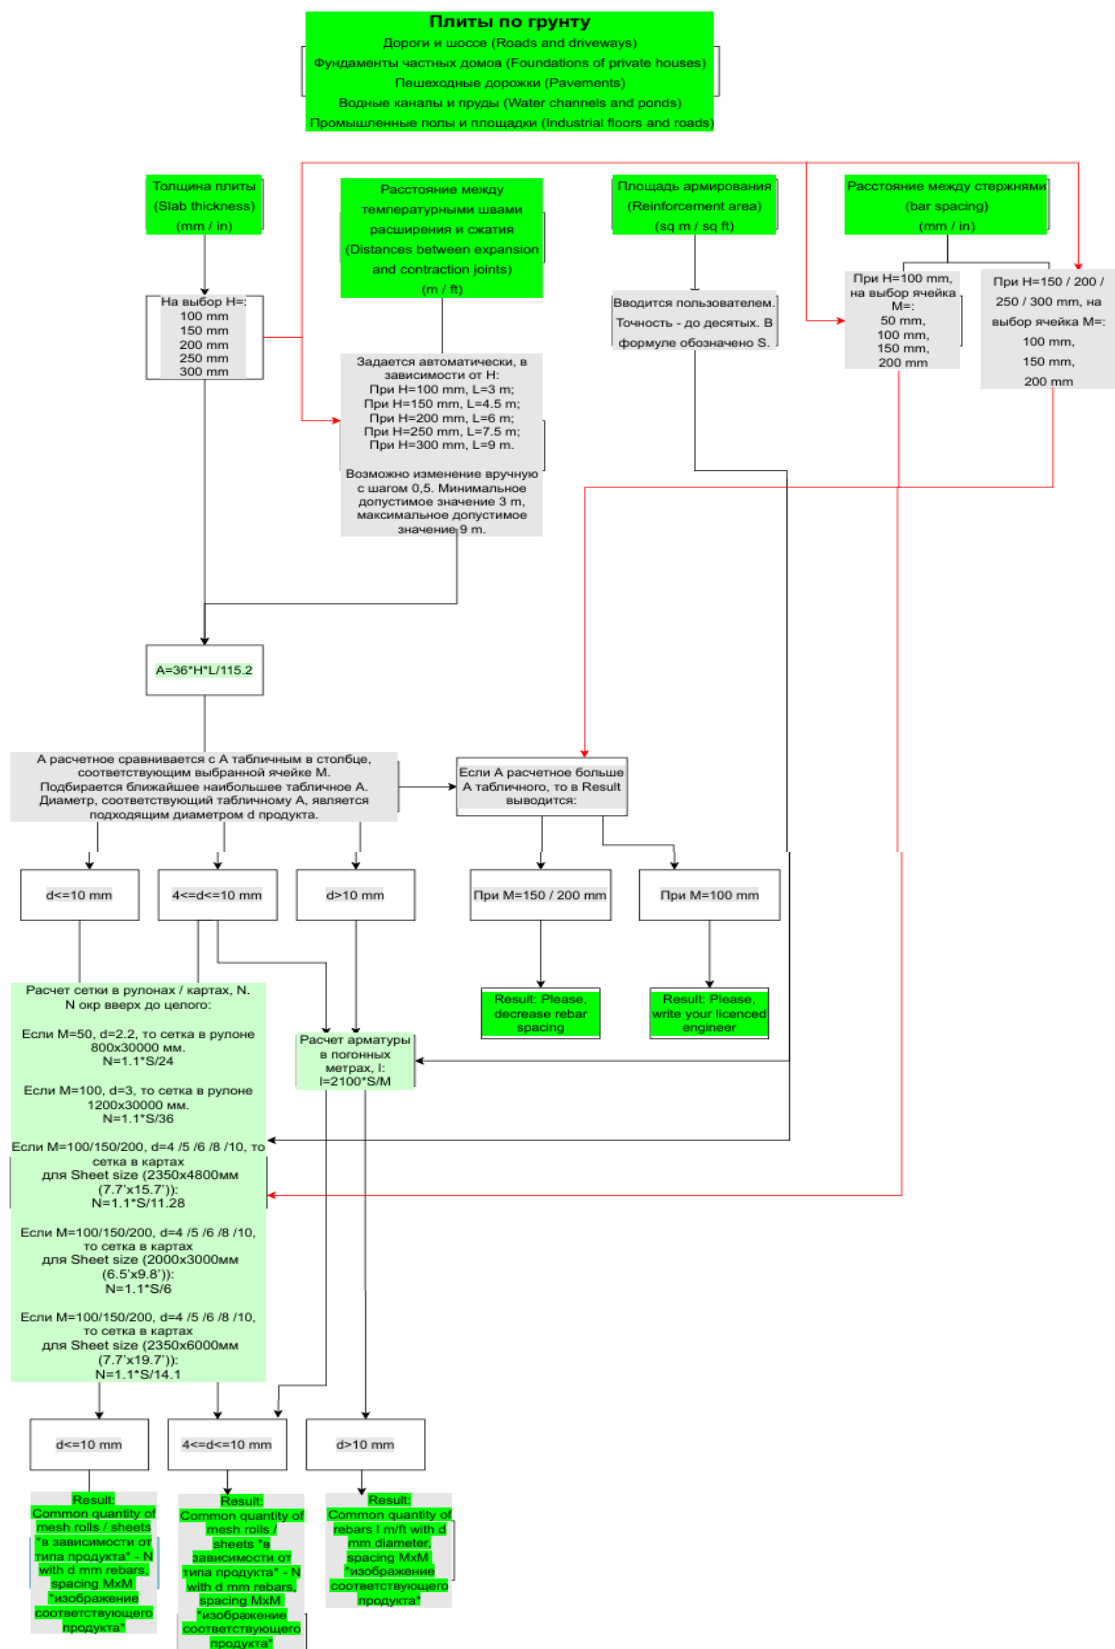 Плиты по грунту
Дороги и шоссе (Roads and driveways)
Фундаменты частных домов (Foundations of private houses)
Пешеходные дорожки (Pavements)
Водные каналы и пруды (Water channels and ponds)
Промышленные полы и площадки (Industrial floors and roads)
Толщина плиты
(Slab thickness)
(mm / in)
Расстояние между
температурными швами
расширения и сжатия
(Distances between expansion
and contraction joints)
(m / ft)
Площадь армирования
(Reinforcement area)
(sq m / sq ft)
Расстояние между стержнями
(bar spacing)
(mm / in)
На выбор H=:
100 mm
150 mm
200 mm
250 mm
300 mm
Задается автоматически, в
зависимости от H:
При H=100 mm, L=3 m;
При H=150 mm, L=4.5 m;
При H=200 mm, L=6 m;
При H=250 mm, L=7.5 m;
При H=300 mm, L=9 m.
Возможно изменение вручную
с шагом 0,5. Минимальное
допустимое значение 3 m,
максимальное допустимое
значение 9 m.
Вводится пользователем.
Точность - до десятых. В
формуле обозначено S.
При H=100 mm,
на выбор ячейка
M=:
50 mm,
100 mm,
150 mm,
200 mm
При H=150 / 200 /
250 / 300 mm, на
выбор ячейка M=:
100 mm,
150 mm,
200 mm
A=36*H*L/115.2
А расчетное сравнивается с А табличным в столбце,
соответствующим выбранной ячейке М.
Подбирается ближайшее наибольшее табличное А.
Диаметр, соответствующий табличному А, является
подходящим диаметром d продукта.
Если А расчетное больше
А табличного, то в Result
выводится:
d<=10 mm
4<=d<=10 mm
d>10 mm
При M=150 / 200 mm
При M=100 mm
Result: Please,
decrease rebar
spacing
Result: Please,
write your licenced
engineer
Расчет сетки в рулонах / картах, N.
N окр вверх до целого:
Если M=50, d=2.2, то сетка в рулоне
800x30000 мм.
N=1.1*S/24
Если M=100, d=3, то сетка в рулоне
1200x30000 мм.
N=1.1*S/36
Если M=100/150/200, d=4 /5 /6 /8 /10, то
сетка в картах
для Sheet size (2350x4800мм
(7.7'x15.7')):
N=1.1*S/11.28
Если M=100/150/200, d=4 /5 /6 /8 /10,
то сетка в картах
для Sheet size (2000x3000мм
(6.5'x9.8')):
N=1.1*S/6
Если M=100/150/200, d=4 /5 /6 /8 /10,
то сетка в картах
для Sheet size (2350x6000мм
(7.7'x19.7')):
N=1.1*S/14.1
Расчет арматуры
в погонных
метрах, l:
l=2100*S/M
d<=10 mm
4<=d<=10 mm
d>10 mm
Result:
Common quantity of
mesh rolls / sheets
*в зависимости от
типа продукта* - N
with d mm rebars,
spacing MxM
*изображение
соответствующего
продукта*
Result:
Common quantity of
mesh rolls /
sheets *в
зависимости от
типа продукта* - N
with d mm rebars,
spacing MxM
*изображение
соответствующего
продукта*
Result:
Common quantity of
rebars l m/ft with d
mm diameter,
spacing MxM
*изображение
соответствующего
продукта*